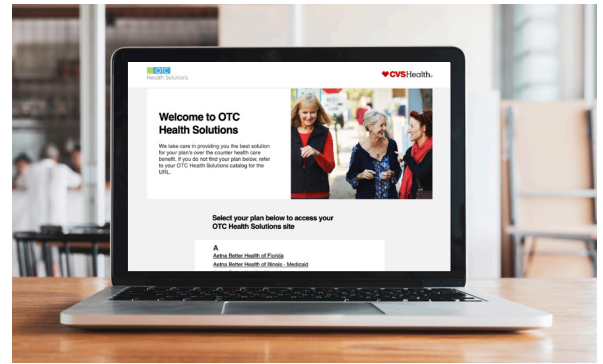 OTC
Health Solutions
CVSHealth.
Welcome to OTC
Health Solutions
We take care in providing you the best solution
for your plan's over the counter health care
benefit. If you do not find your plan below, refer
to your OTC Health Solutions catalog for the
URL.
Select your plan below to access your
OTC Health Solutions site
A
Aetna Better Health of Florida
Aetna Better Health of Illinois - Medicaid